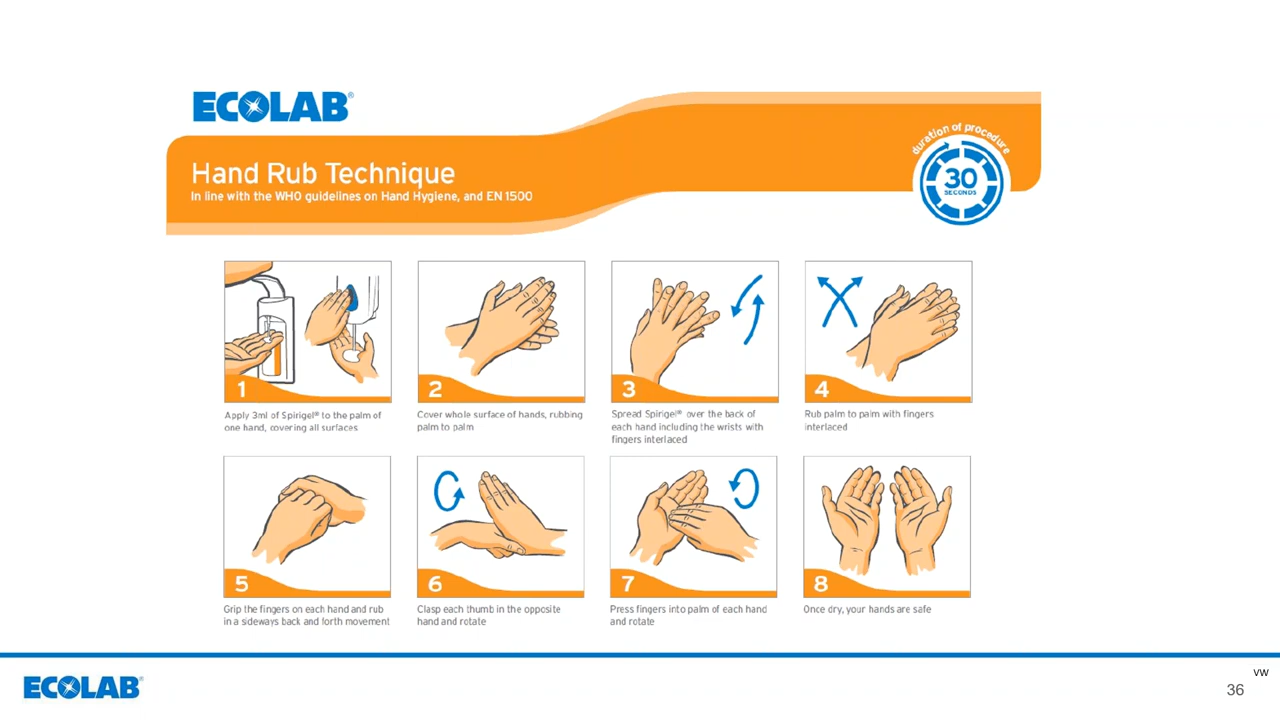 ECOLAB®
duration of procedure
Hand Rub Technique
30
SECONDS
In line with the WHO guidelines on Hand Hygiene, and EN 1500
1
2
3
4
Apply 3ml of Spirigel® to the palm of
one hand, covering all surfaces
Cover whole surface of hands, rubbing
palm to palm
Spread Spirigel® over the back of
each hand including the wrists with
fingers interlaced
Rub palm to palm with fingers
interlaced
5
6
7
8
Grip the fingers on each hand and rub
in a sideways back and forth movement
Clasp each thumb in the opposite
hand and rotate
Press fingers into palm of each hand
and rotate
Once dry, your hands are safe
ECOLAB®
VW
36